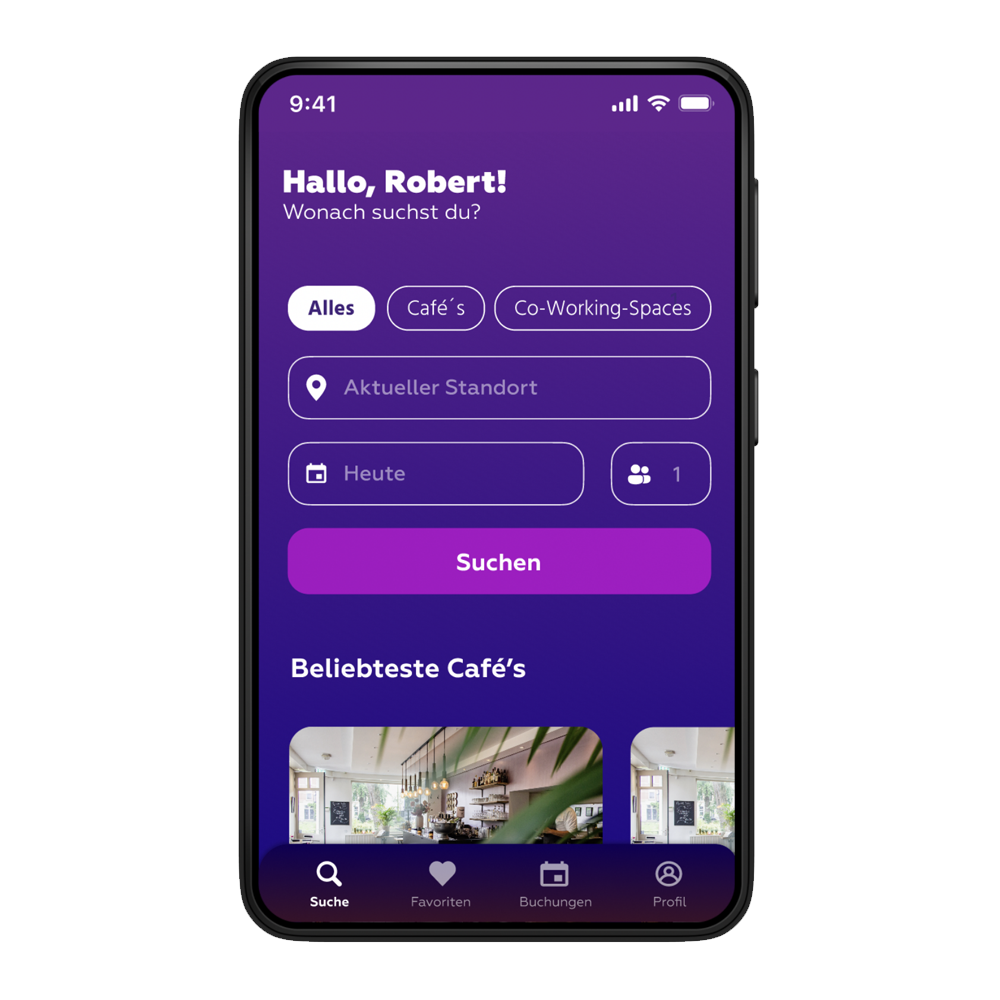 9:41
Hallo, Robert!
Wonach suchst du?
Alles Café´s Co-Working-Spaces
Aktueller Standort
Heute 1
Suchen
Beliebteste Café’s
Suche Favoriten Buchungen Profil